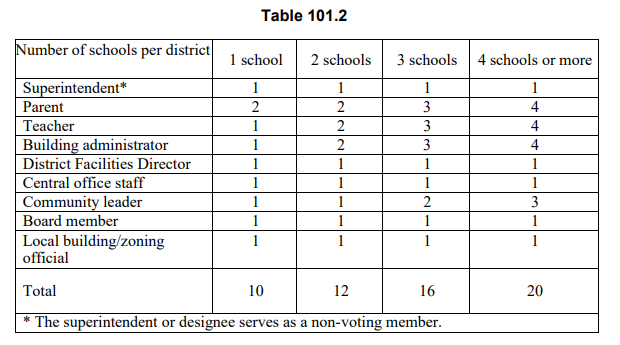 Table 101.2
Number of schools per district 1 school 2 schools 3 schools 4 schools or more
Superintendent* 1 1 1 1
Parent 2 2 3 4
Teacher 1 2 3 4
Building administrator 1 2 3 4
District Facilities Director 1 1 1 1
Central office staff 1 1 1 1
Community leader 1 1 2 3
Board member 1 1 1 1
Local building/zoning 1 1 1 1
official
Total 10 12 16 20
* The superintendent or designee serves as a non-voting member.